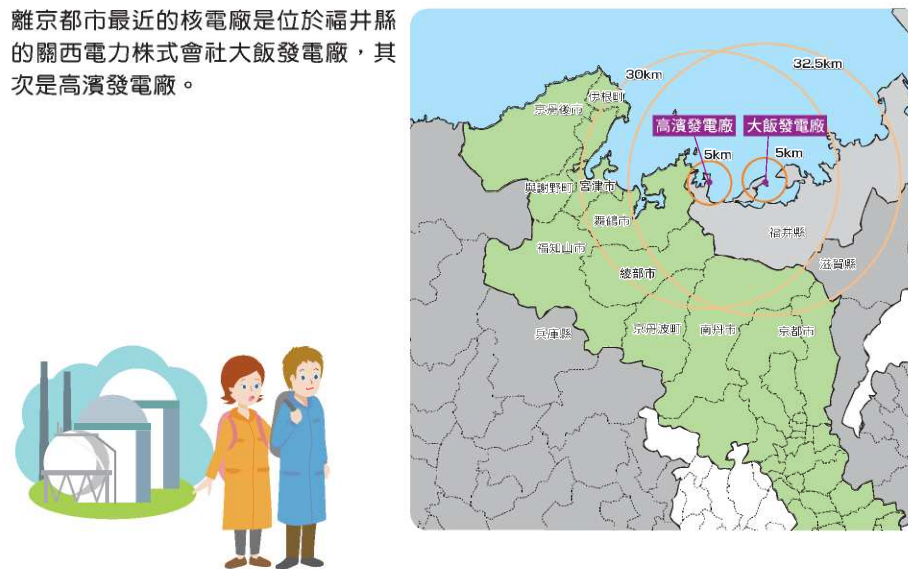 離京都市最近的核電廠是位於福井縣
的關西電力株式會社大飯發電廠，其
次是高濱發電廠。
30km
32.5km
伊根町
京丹後市
高濱發電廠
大飯發電廠
5km
5km
與謝野町
宮津市
舞鶴市
福井縣
福知山市
滋賀縣
綾部市
兵庫縣
京丹波町
南丹市
京都市